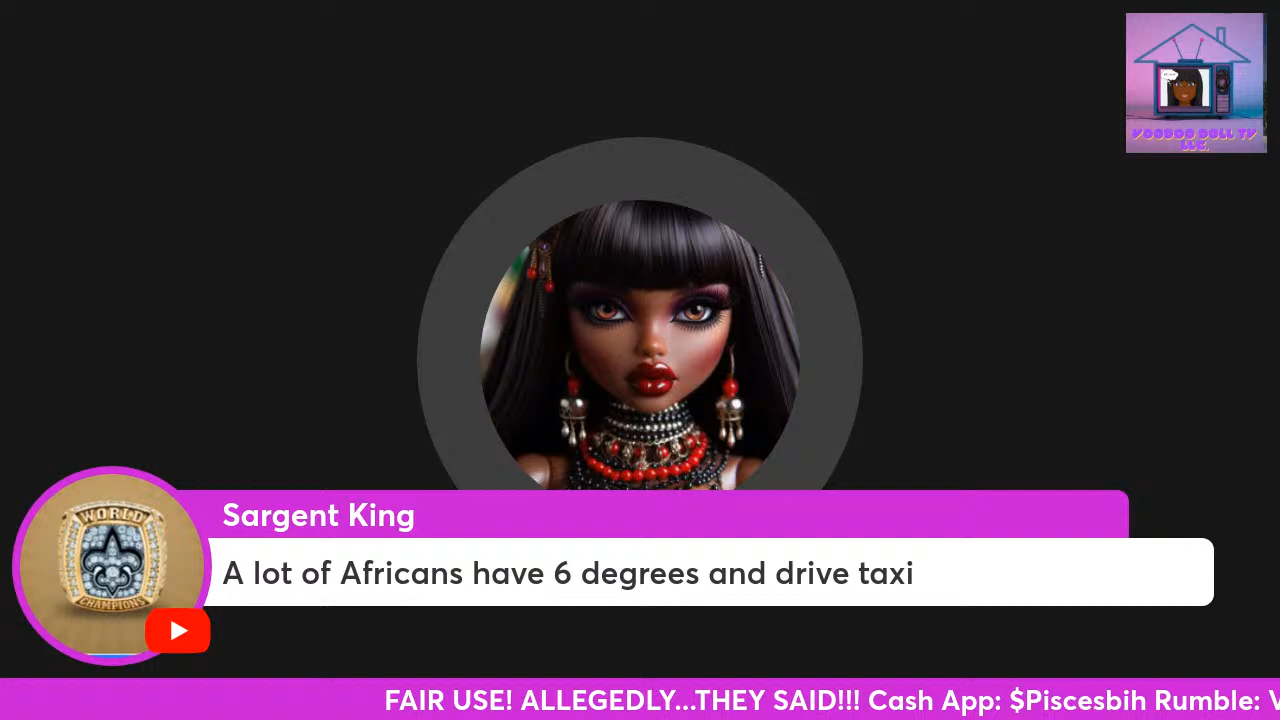 VOODOO DOLL TV
LLC.
WORLD
CHAMPIONS
Sargent King
A lot of Africans have 6 degrees and drive taxi
FAIR USE! ALLEGEDLY...THEY SAID!!! Cash App: $Piscesbih Rumble: V